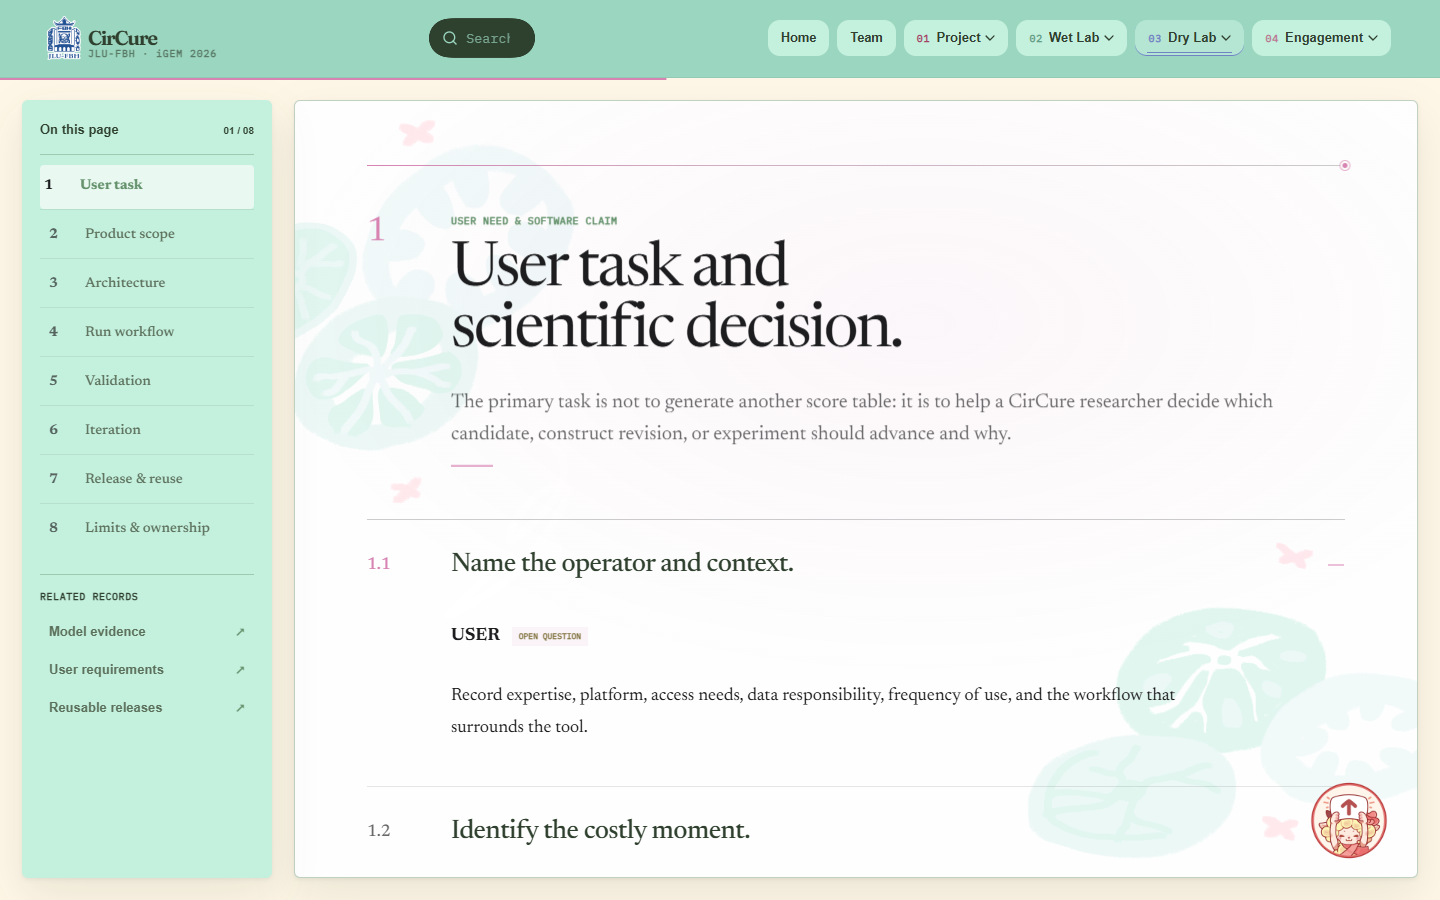 JLU-FBH
CirCure
JLU-FBH · iGEM 2026
Search
Home
Team
01 Project
02 Wet Lab
03 Dry Lab
04 Engagement
On this page
01 / 08
1 User task
2 Product scope
3 Architecture
4 Run workflow
5 Validation
6 Iteration
7 Release & reuse
8 Limits & ownership
RELATED RECORDS
Model evidence ↗
User requirements ↗
Reusable releases ↗
1
USER NEED & SOFTWARE CLAIM
User task and
scientific decision.
The primary task is not to generate another score table: it is to help a CirCure researcher decide which
candidate, construct revision, or experiment should advance and why.
1.1 Name the operator and context.
USER OPEN QUESTION
Record expertise, platform, access needs, data responsibility, frequency of use, and the workflow that
surrounds the tool.
1.2 Identify the costly moment.